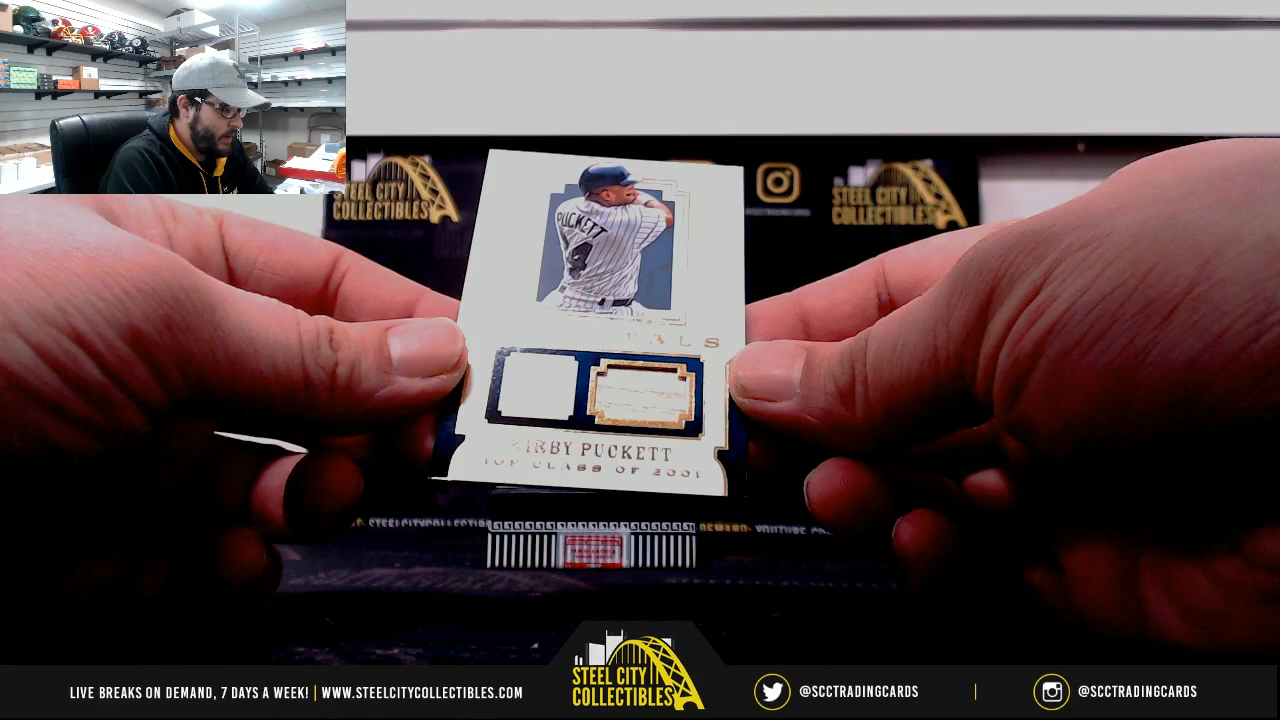 STEEL CITY
COLLECTIBLES
STEEL CITY
COLLECTIBLES
PUCKETT
KIRBY PUCKETT
CLASS OF 2001
STEEL CITY
COLLECTIBLES
LIVE BREAKS ON DEMAND, 7 DAYS A WEEK! | WWW.STEELCITYCOLLECTIBLES.COM
@SCCTRADINGCARDS
@SCCTRADINGCARDS